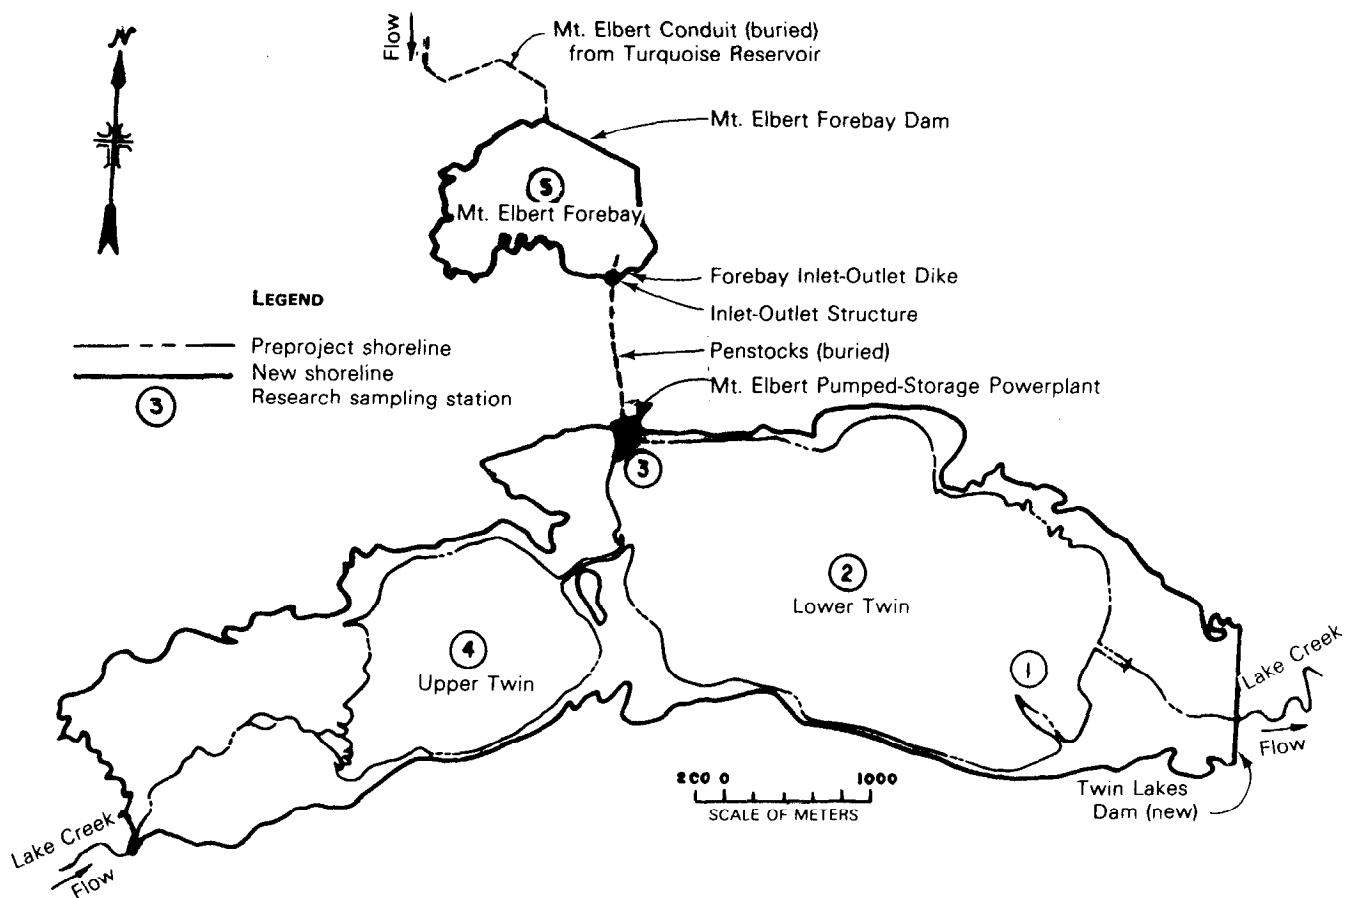 N
Flow
Mt. Elbert Conduit (buried)
from Turquoise Reservoir
Mt. Elbert Forebay Dam
5
Mt. Elbert Forebay
Forebay Inlet-Outlet Dike
LEGEND
Inlet-Outlet Structure
Preproject shoreline
Penstocks (buried)
New shoreline
Mt. Elbert Pumped-Storage Powerplant
3
Research sampling station
3
2
Lower Twin
4
Upper Twin
1
Lake Creek
Flow
200 0 1000
SCALE OF METERS
Twin Lakes
Dam (new)
Lake Creek
Flow